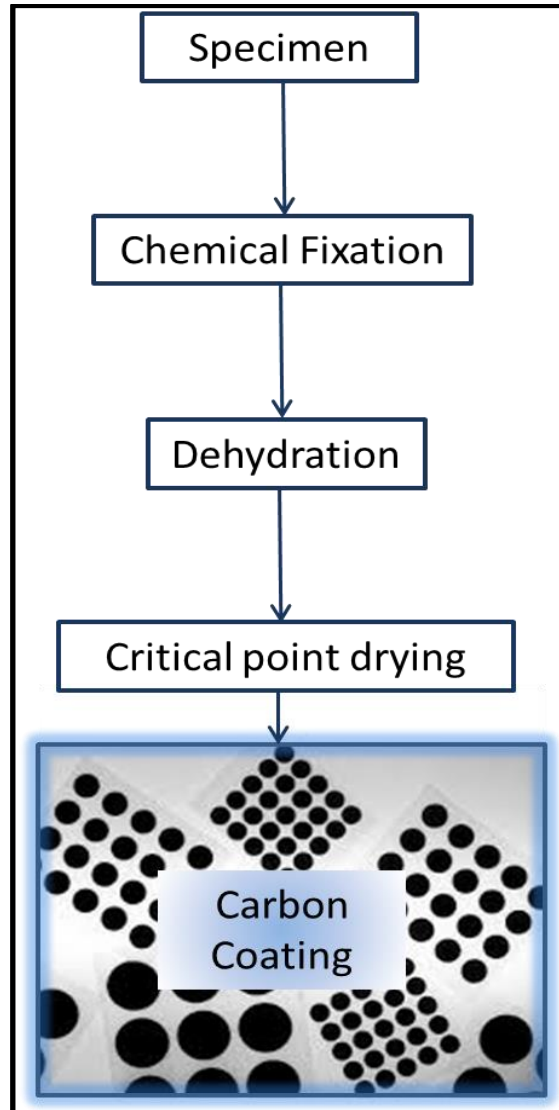 Specimen
Chemical Fixation
Dehydration
Critical point drying
Carbon
Coating